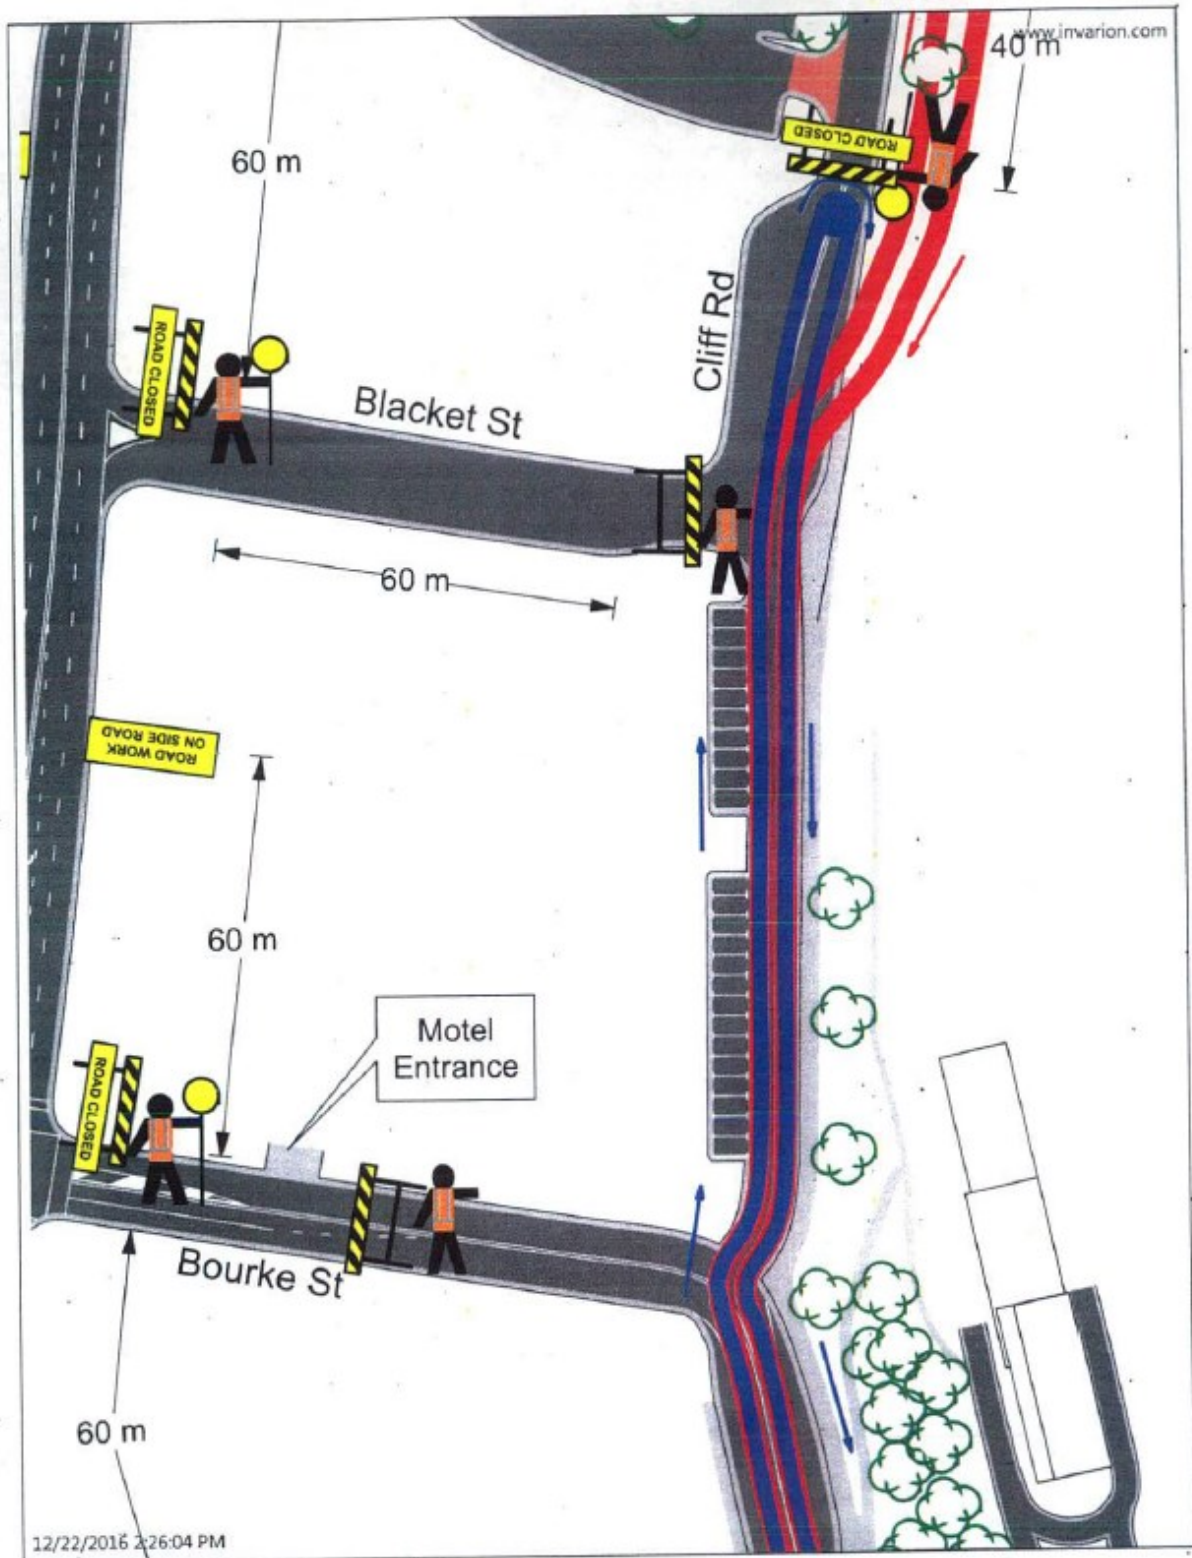 www.invarion.com
40 m
60 m
ROAD CLOSED
Cliff Rd
ROAD CLOSED
Blacket St
60 m
ROAD WORK
ON SIDE ROAD
60 m
Motel
Entrance
ROAD CLOSED
Bourke St
60 m
12/22/2016 2:26:04 PM